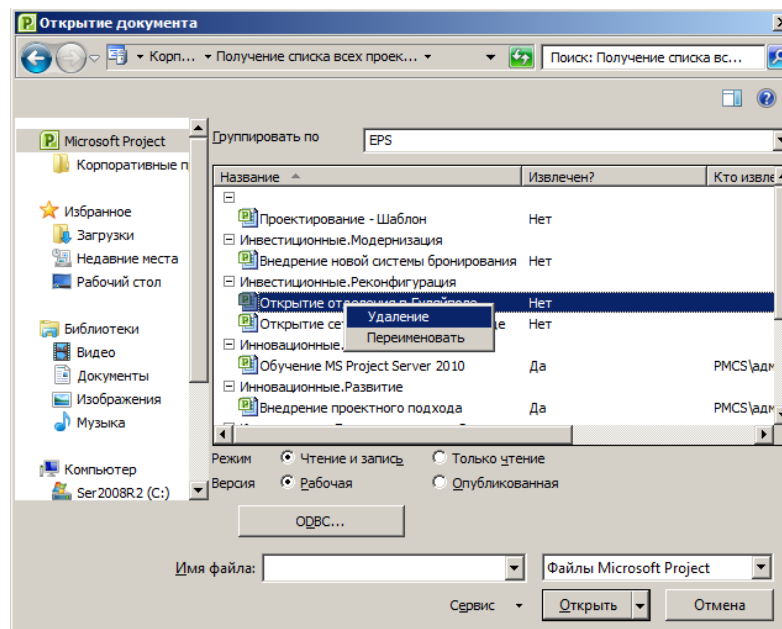 Открытие документа
Корп... Получение списка всех проек... Поиск: Получение списка вс...
Microsoft Project
Корпоративные п
Избранное
Загрузки
Недавние места
Рабочий стол
Библиотеки
Видео
Документы
Изображения
Музыка
Компьютер
Ser2008R2 (C:)
Группировать по EPS
Название Извлечен? Кто извле
Проектирование - Шаблон Нет
Инвестиционные.Модернизация
Внедрение новой системы бронирования Нет
Инвестиционные.Реконфигурация
Открытие отделения в Гуляйполе Нет
Удаление
Открытие се це Нет
Переименовать
Инновационные.
Обучение MS Project Server 2010 Да PMCS\адм
Инновационные.Развитие
Внедрение проектного подхода Да PMCS\адм
Режим Чтение и запись Только чтение
Версия Рабочая Опубликованная
ODBC...
Имя файла: Файлы Microsoft Project
Сервис Открыть Отмена